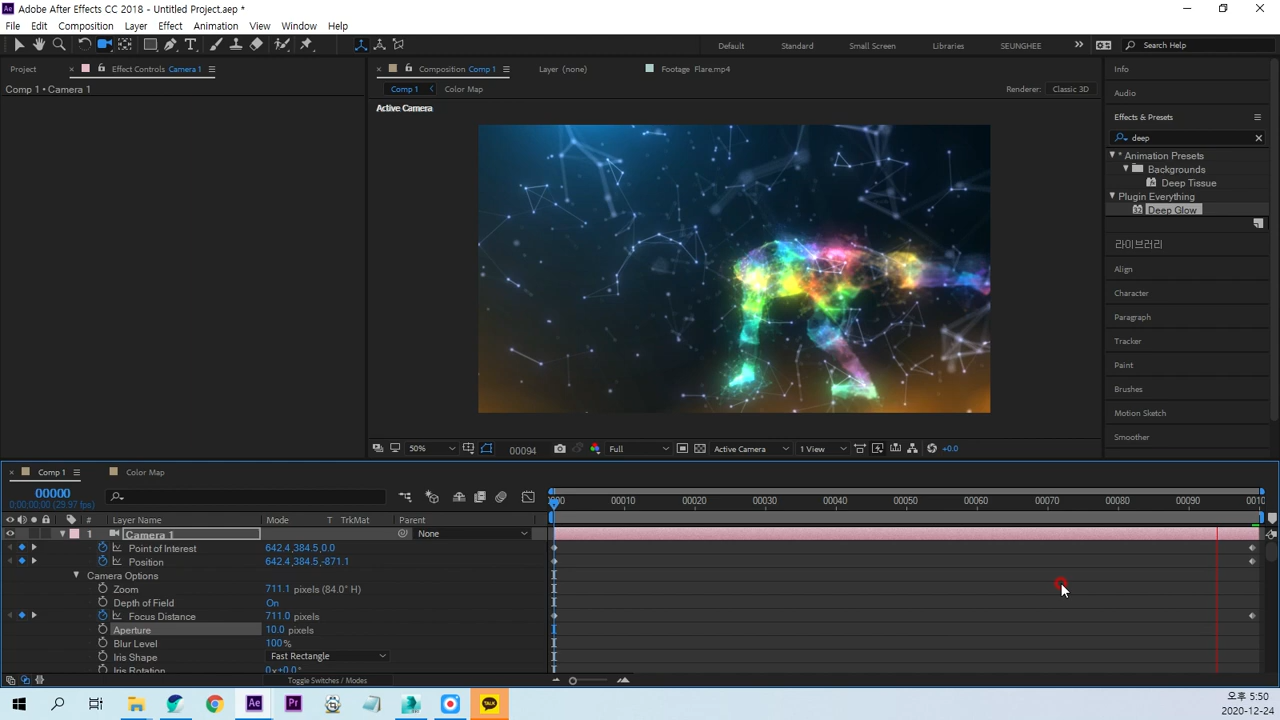 Adobe After Effects CC 2018 - Untitled Project.aep *
File Edit Composition Layer Effect Animation View Window Help
Default Standard Small Screen Libraries SEUNGHEE Search Help
Project Effect Controls Camera 1 Composition Comp 1 Layer (none) Footage Flare.mp4
Comp 1 • Camera 1
Comp 1 Color Map Renderer: Classic 3D
Active Camera
Info
Audio
Effects & Presets
deep
* Animation Presets
Backgrounds
Deep Tissue
Plugin Everything
Deep Glow
라이브러리
Align
Character
Paragraph
Tracker
Paint
Brushes
Motion Sketch
Smoother
50% 00094 Full Active Camera 1 View +0.0
Comp 1 Color Map
00000
0:00:00:00 (29.97 fps)
00010 00020 00030 00040 00050 00060 00070 00080 00090
# Layer Name Mode T TrkMat Parent
1 Camera 1 None
Point of Interest 642.4,384.5,0.0
Position 642.4,384.5,-871.1
Camera Options
Zoom 711.1 pixels (84.0° H)
Depth of Field On
Focus Distance 711.0 pixels
Aperture 10.0 pixels
Blur Level 100%
Iris Shape Fast Rectangle
Iris Rotation 0x+0.0°
Toggle Switches / Modes
Ae Pr TALK
오후 5:50
2020-12-24